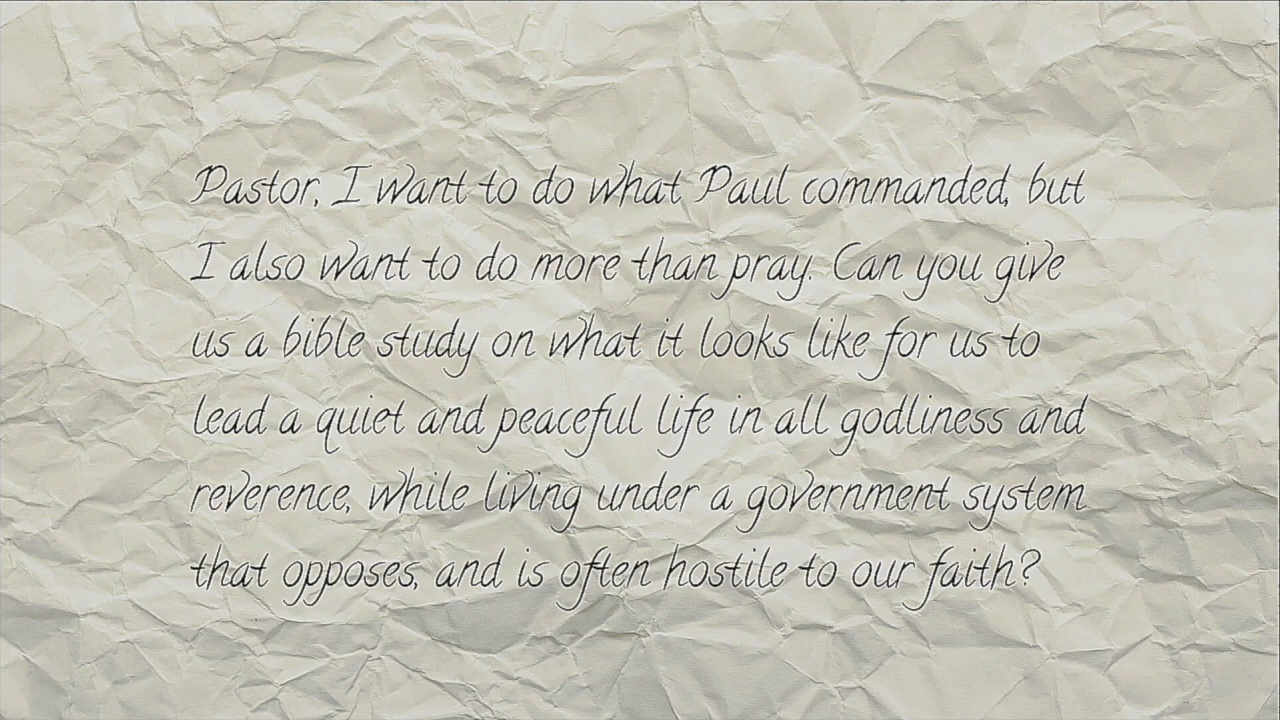 Pastor, I want to do what Paul commanded, but
I also want to do more than pray. Can you give
us a bible study on what it looks like for us to
lead a quiet and peaceful life in all godliness and
reverence, while living under a government system
that opposes, and is often hostile to our faith?